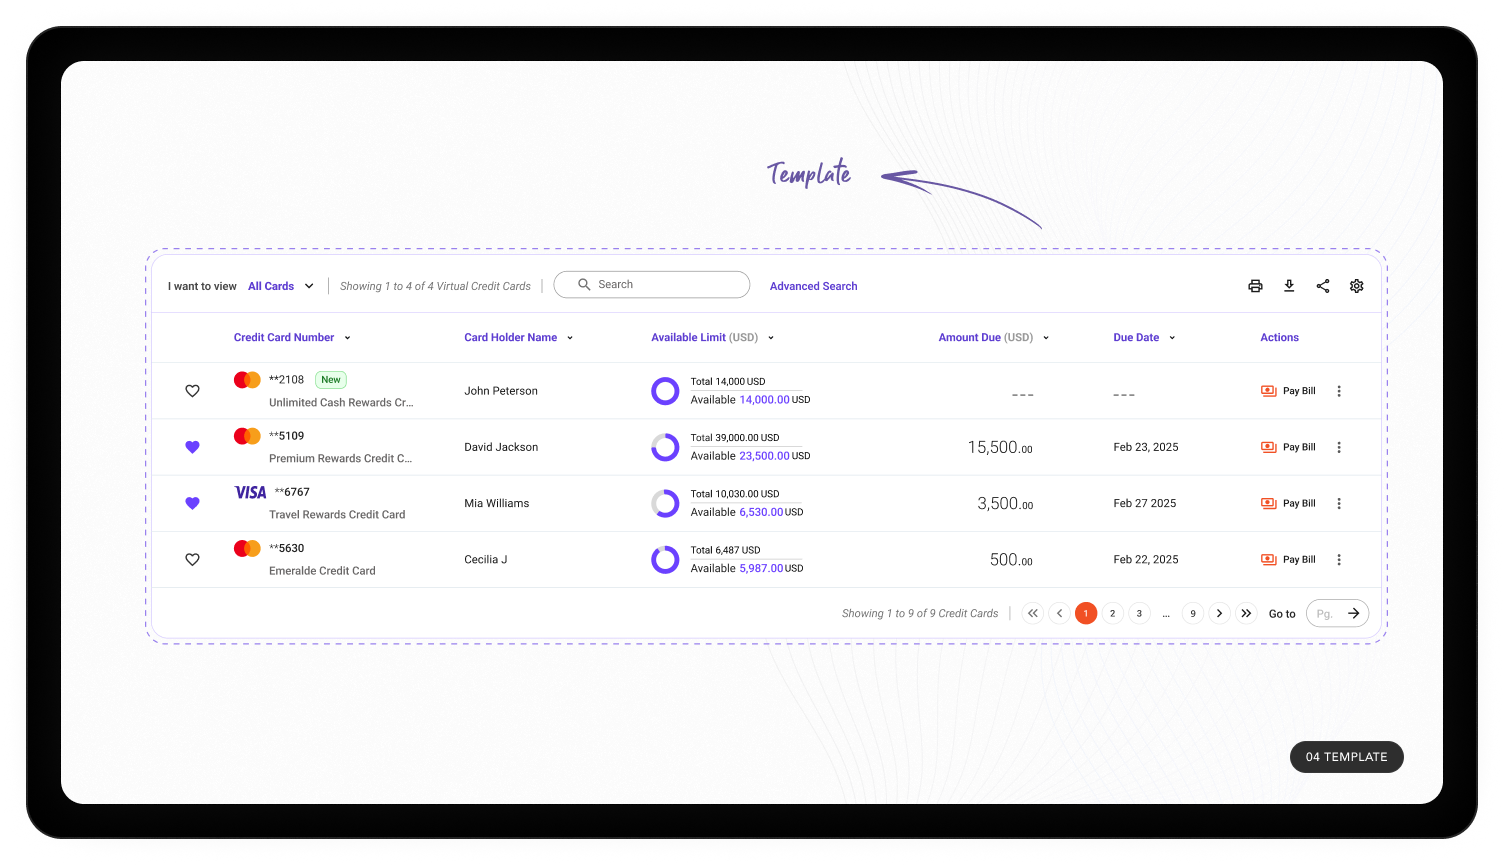 Template
I want to view All Cards Showing 1 to 4 of 4 Virtual Credit Cards Search Advanced Search
Credit Card Number Card Holder Name Available Limit (USD) Amount Due (USD) Due Date Actions
**2108 New
Unlimited Cash Rewards Cr...
John Peterson
Total 14,000 USD
Available 14,000.00 USD
--- --- Pay Bill
**5109
Premium Rewards Credit C...
David Jackson
Total 39,000.00 USD
Available 23,500.00 USD
15,500.00 Feb 23, 2025 Pay Bill
VISA **6767
Travel Rewards Credit Card
Mia Williams
Total 10,030.00 USD
Available 6,530.00 USD
3,500.00 Feb 27 2025 Pay Bill
**5630
Emeralde Credit Card
Cecilia J
Total 6,487 USD
Available 5,987.00 USD
500.00 Feb 22, 2025 Pay Bill
Showing 1 to 9 of 9 Credit Cards 1 2 3 ... 9 Go to Pg.
04 TEMPLATE